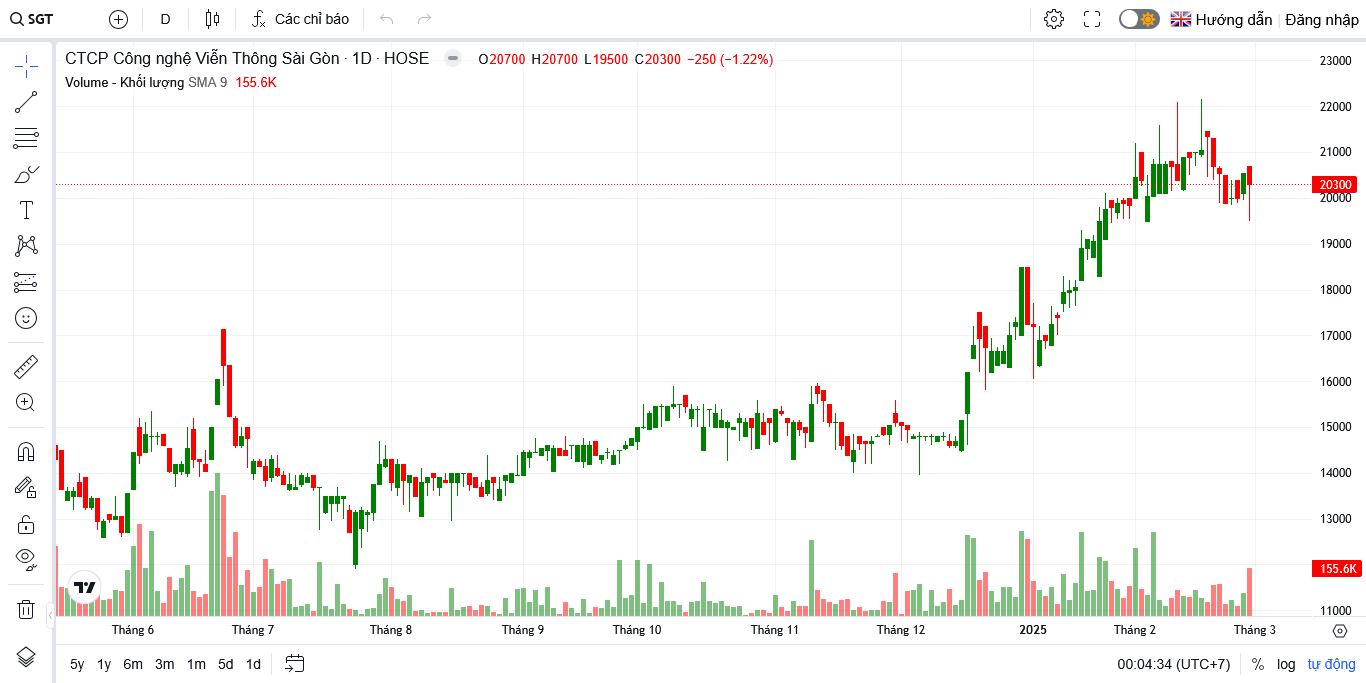 SGT D Các chỉ báo Hướng dẫn Đăng nhập
CTCP Công nghệ Viễn Thông Sài Gòn · 1D · HOSE O20700 H20700 L19500 C20300 −250 (−1.22%)
Volume - Khối lượng SMA 9 155.6K
23000
22000
21000
20300
20000
19000
18000
17000
16000
15000
14000
13000
155.6K
11000
Tháng 6 Tháng 7 Tháng 8 Tháng 9 Tháng 10 Tháng 11 Tháng 12 2025 Tháng 2 Tháng 3
5y 1y 6m 3m 1m 5d 1d 00:04:34 (UTC+7) % log tự động